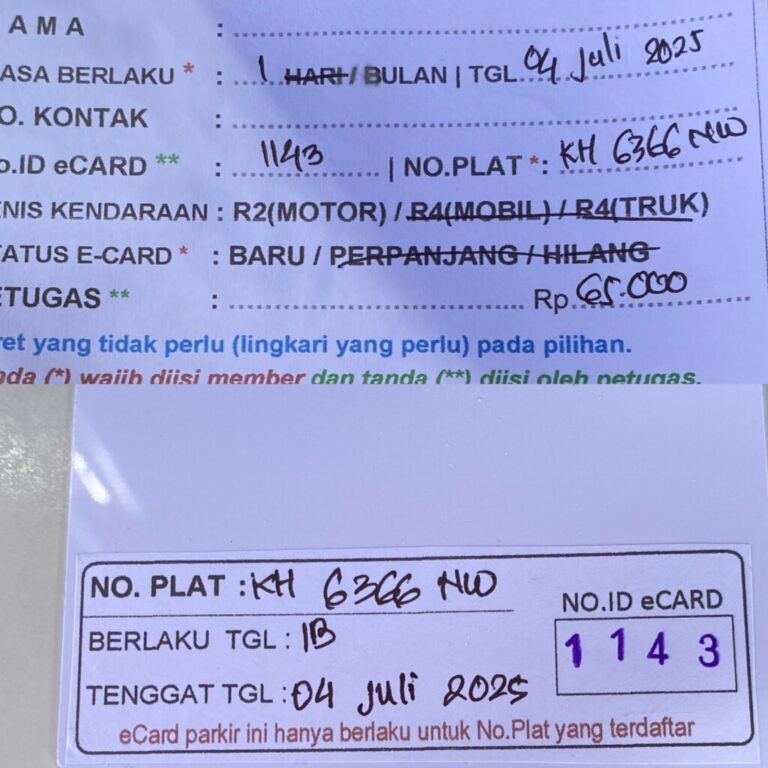 AMA : ....................
ASA BERLAKU * : 1 HARI / BULAN | TGL 04 Juli 2025
O. KONTAK : ....................
o.ID eCARD ** : 1143 | NO.PLAT *: KH 6366 NW
ENIS KENDARAAN : R2(MOTOR) / R4(MOBIL) / R4(TRUK)
TATUS E-CARD * : BARU / PERPANJANG / HILANG
ETUGAS ** : .................... Rp. 65.000
ret yang tidak perlu (lingkari yang perlu) pada pilihan.
nda (*) wajib diisi member dan tanda (**) diisi oleh petugas.
NO. PLAT : KH 6366 NW
NO.ID eCARD
BERLAKU TGL : 1B
1143
TENGGAT TGL : 04 Juli 2025
eCard parkir ini hanya berlaku untuk No.Plat yang terdaftar